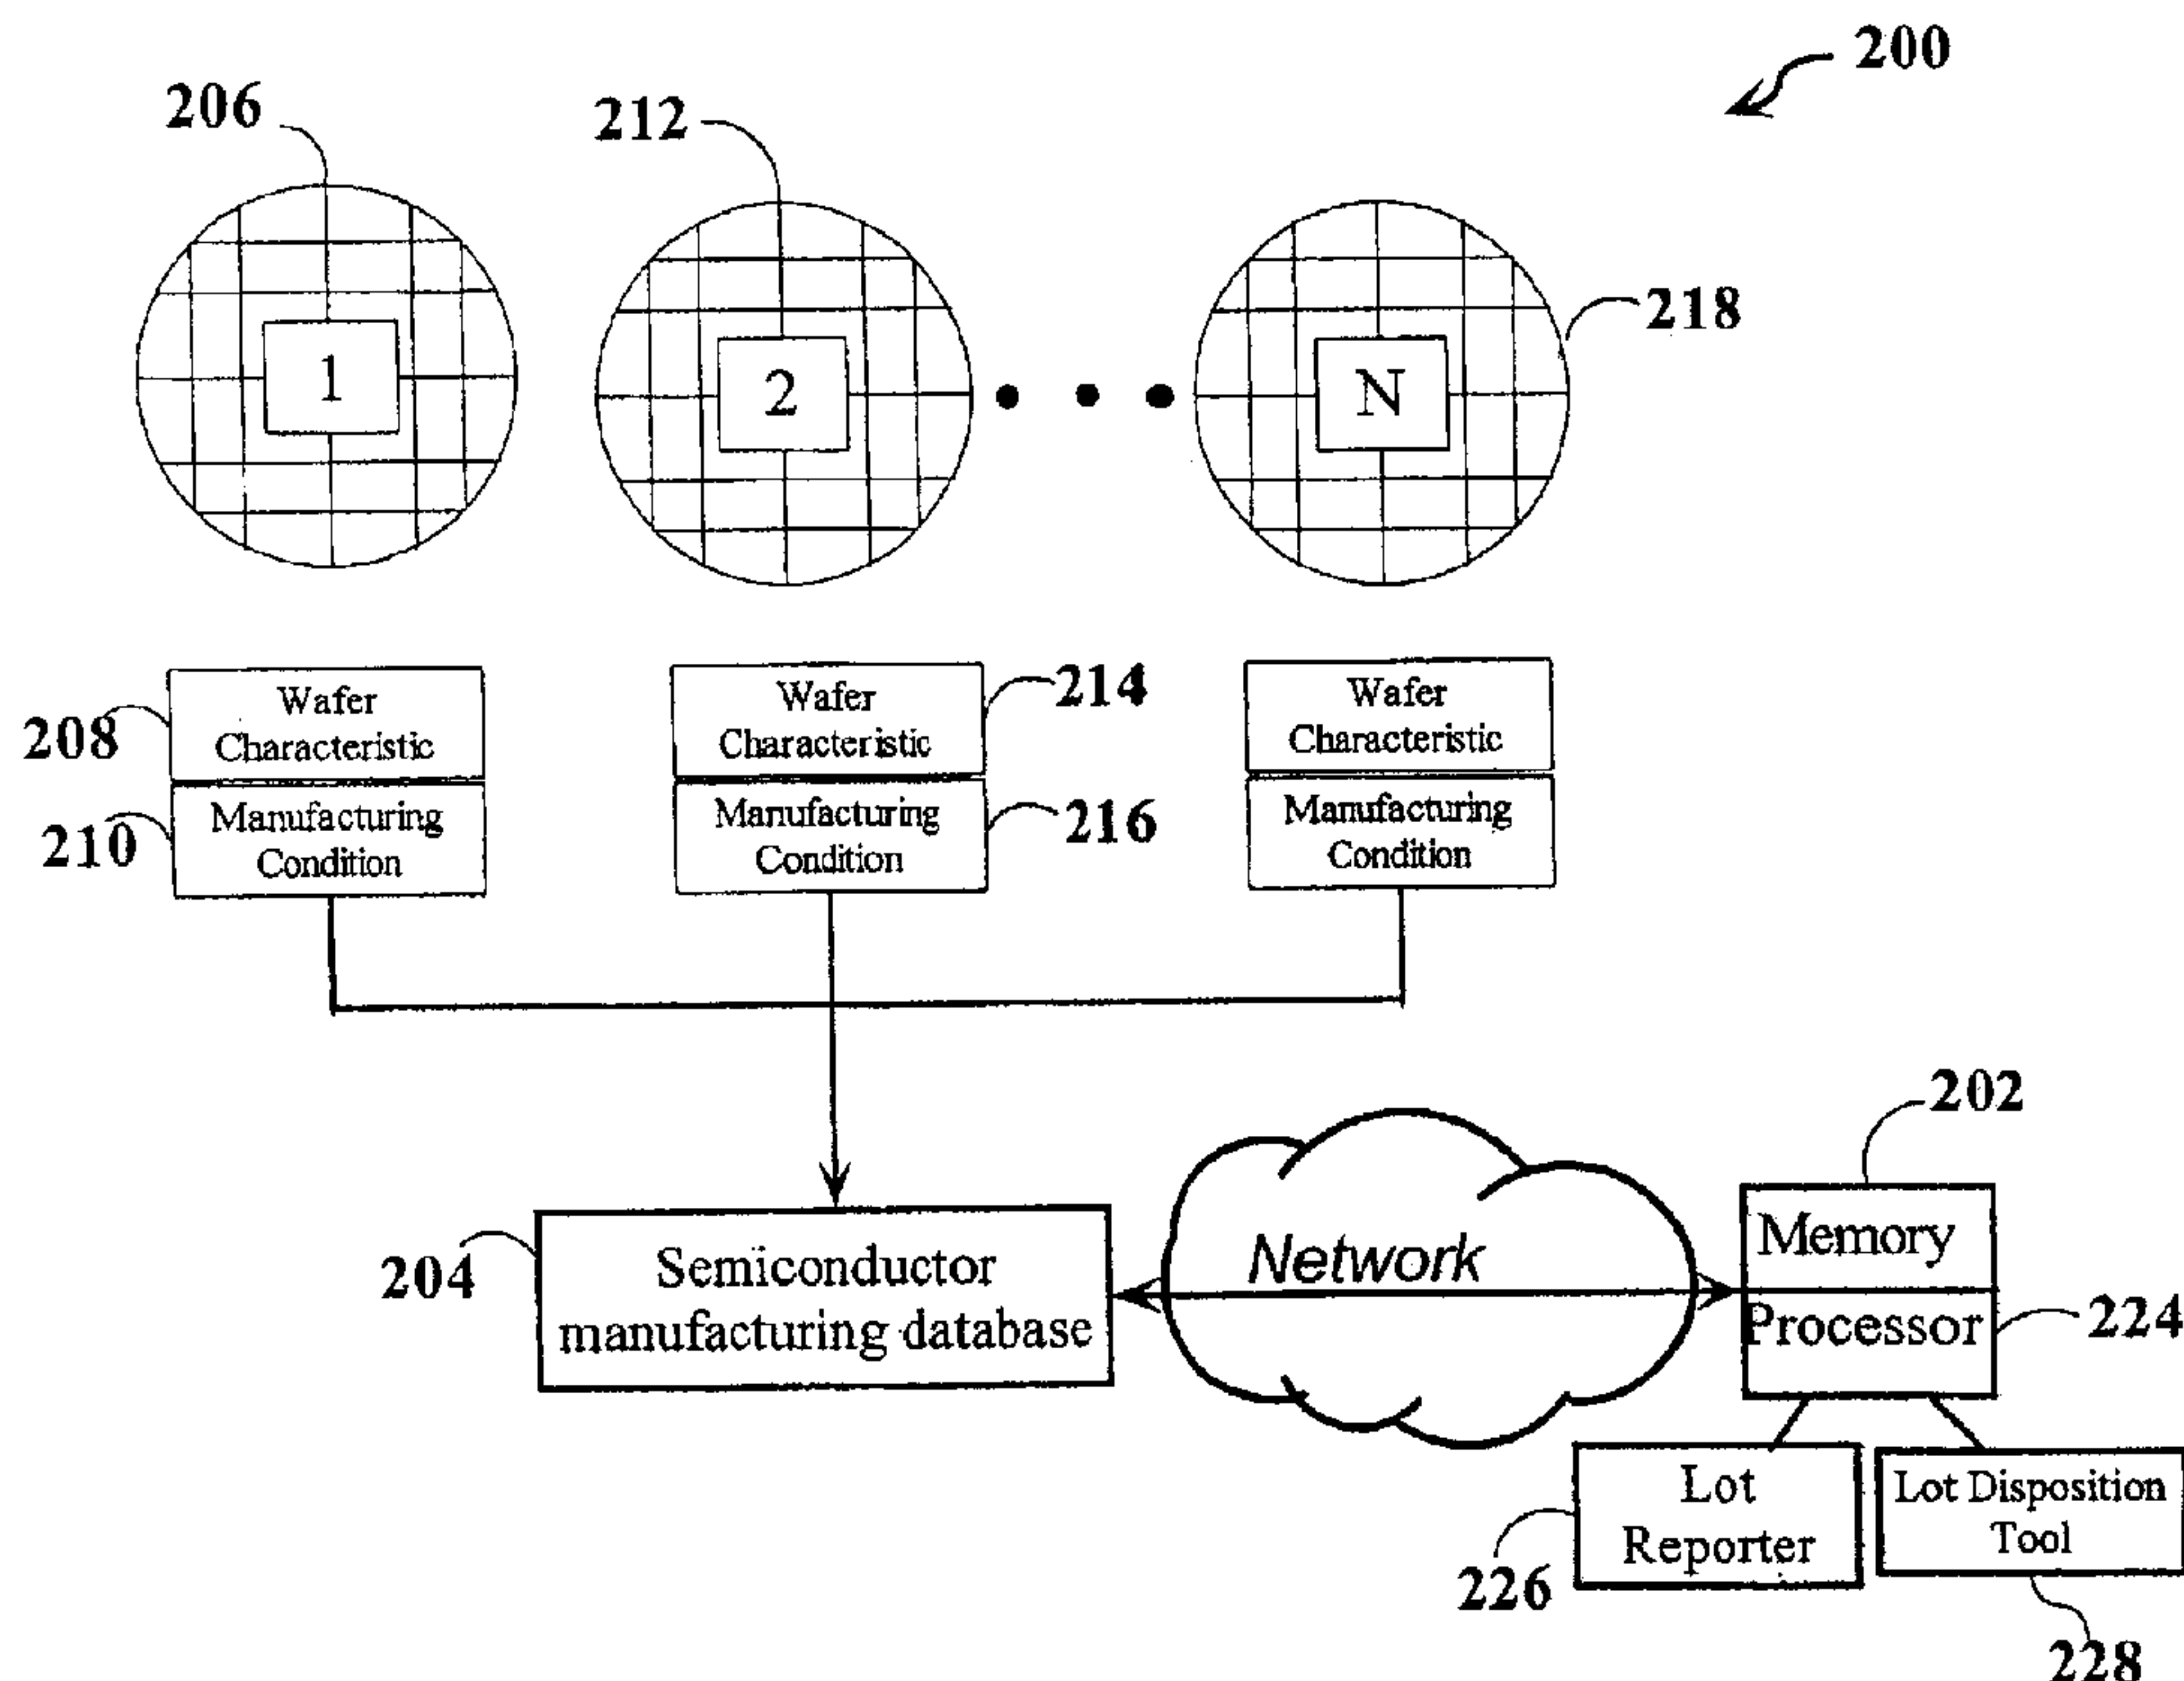 200
206
212
1
2
N
218
Wafer
Characteristic
208
Manufacturing
Condition
210
Wafer
Characteristic
214
Manufacturing
Condition
216
Wafer
Characteristic
Manufacturing
Condition
202
204
Semiconductor
manufacturing database
Network
Memory
Processor
224
Lot
Reporter
226
Lot Disposition
Tool
228